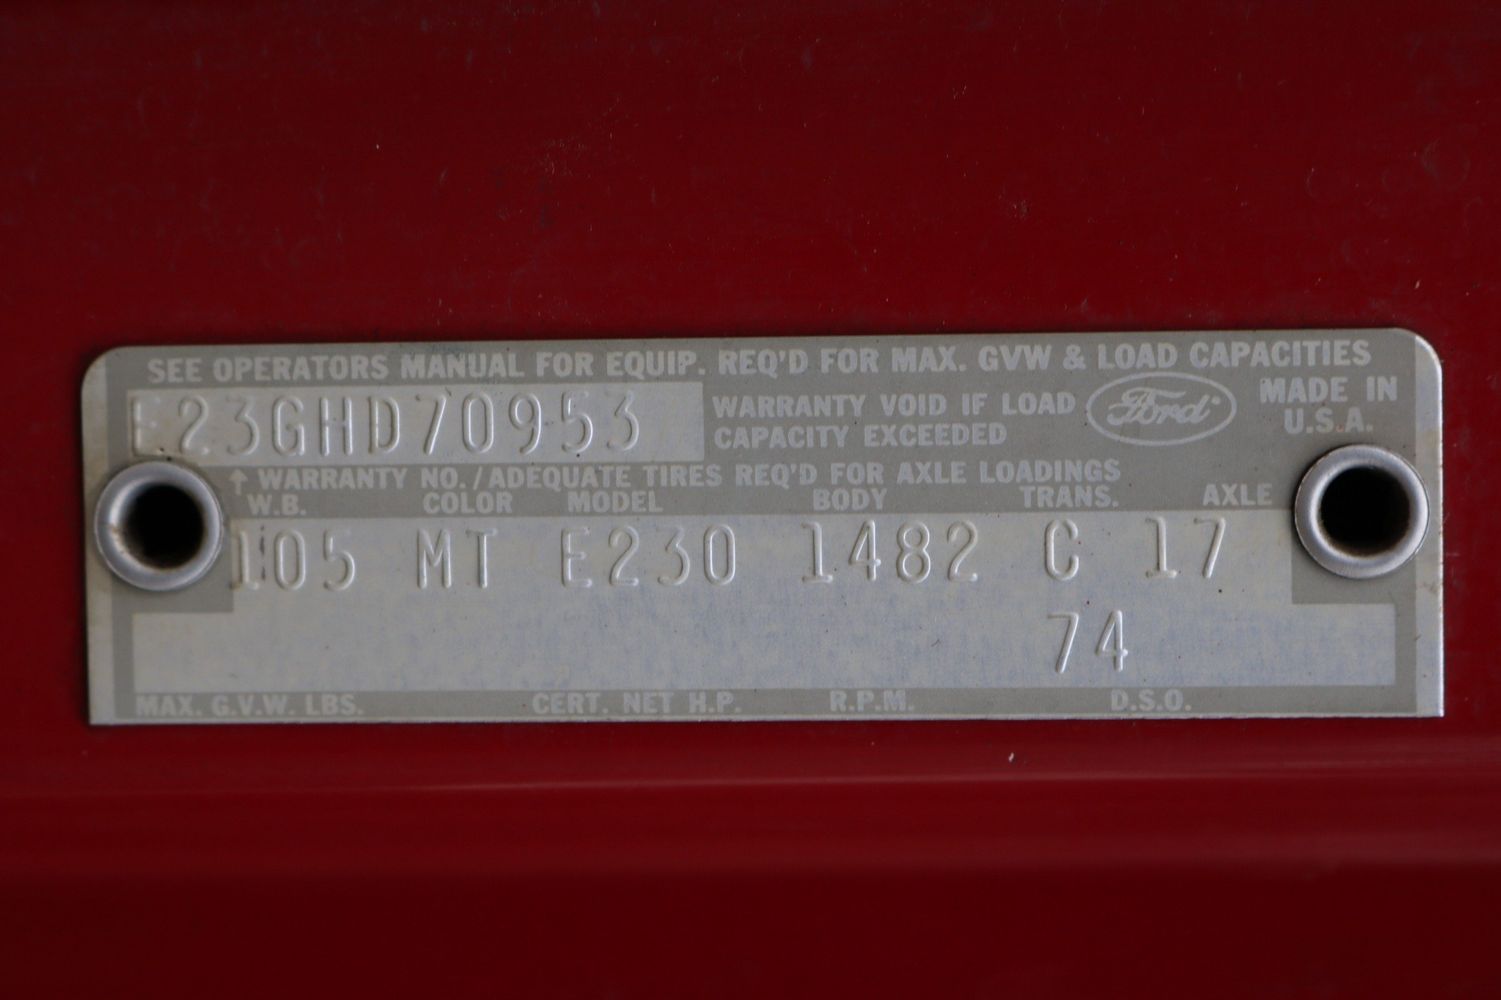 SEE OPERATORS MANUAL FOR EQUIP. REQ'D FOR MAX. GVW & LOAD CAPACITIES
E23GHD70953
WARRANTY VOID IF LOAD
CAPACITY EXCEEDED
Ford
MADE IN
U.S.A.
↑ WARRANTY NO./ADEQUATE TIRES REQ'D FOR AXLE LOADINGS
W.B. COLOR MODEL BODY TRANS. AXLE
105 MT E230 1482 C 17
74
MAX. G.V.W. LBS. CERT. NET H.P. R.P.M. D.S.O.